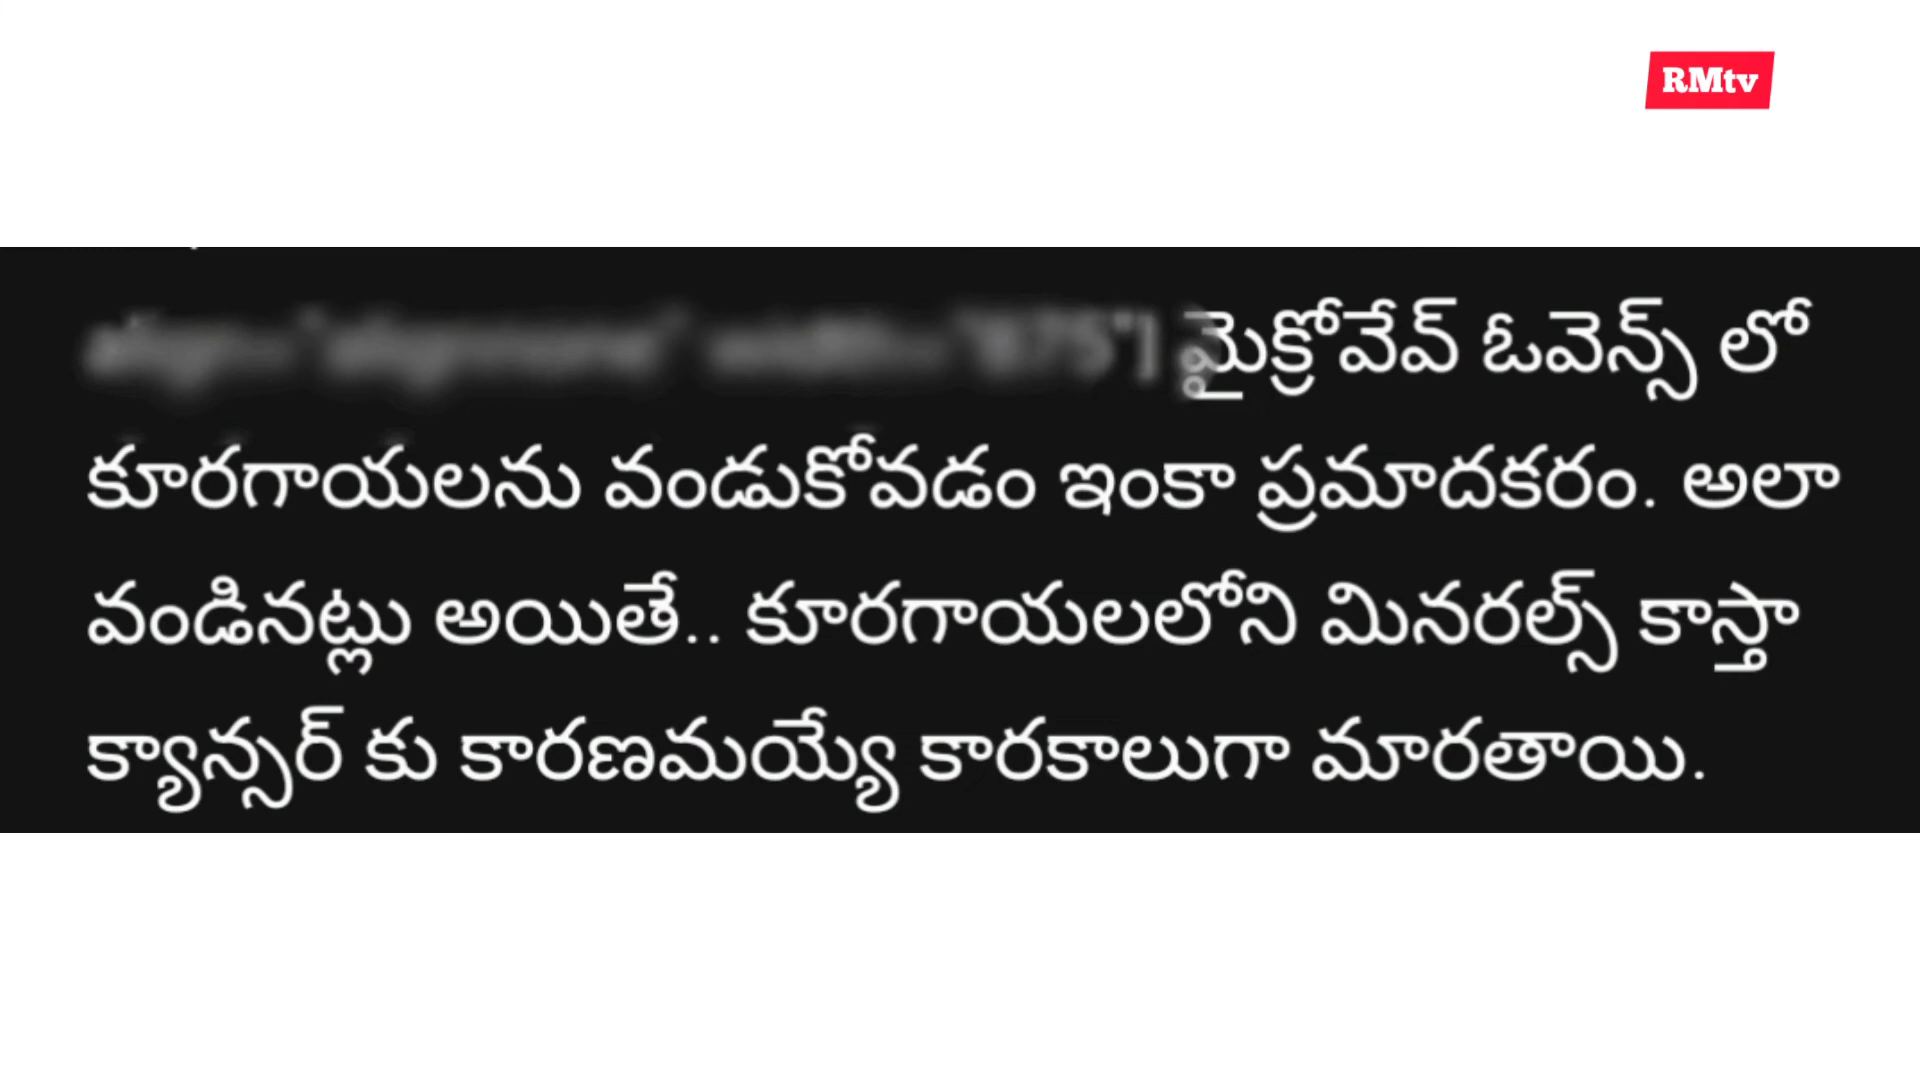 RMtv
మైక్రోవేవ్ ఓవెన్స్ లో
కూరగాయలను వండుకోవడం ఇంకా ప్రమాదకరం. అలా
వండినట్లు అయితే.. కూరగాయలలోని మినరల్స్ కాస్తా
క్యాన్సర్ కు కారణమయ్యే కారకాలుగా మారతాయి.